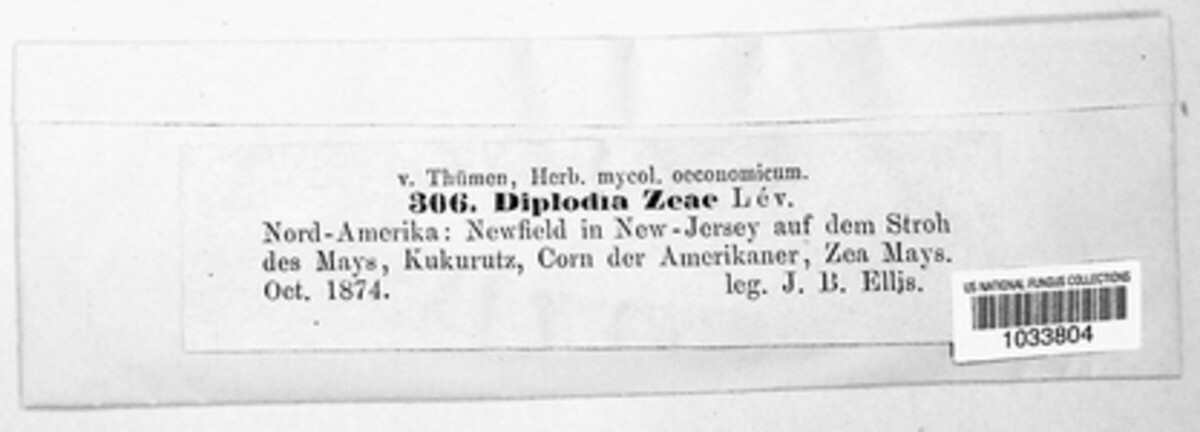 v. Thümen, Herb. mycol. oeconomicum.
306. Diplodia Zeae Lév.
Nord-Amerika: Newfield in New-Jersey auf dem Stroh
des Mays, Kukurutz, Corn der Amerikaner, Zea Mays.
Oct. 1874. leg. J. B. Ellis.
US NATIONAL FUNGUS COLLECTIONS
1033804